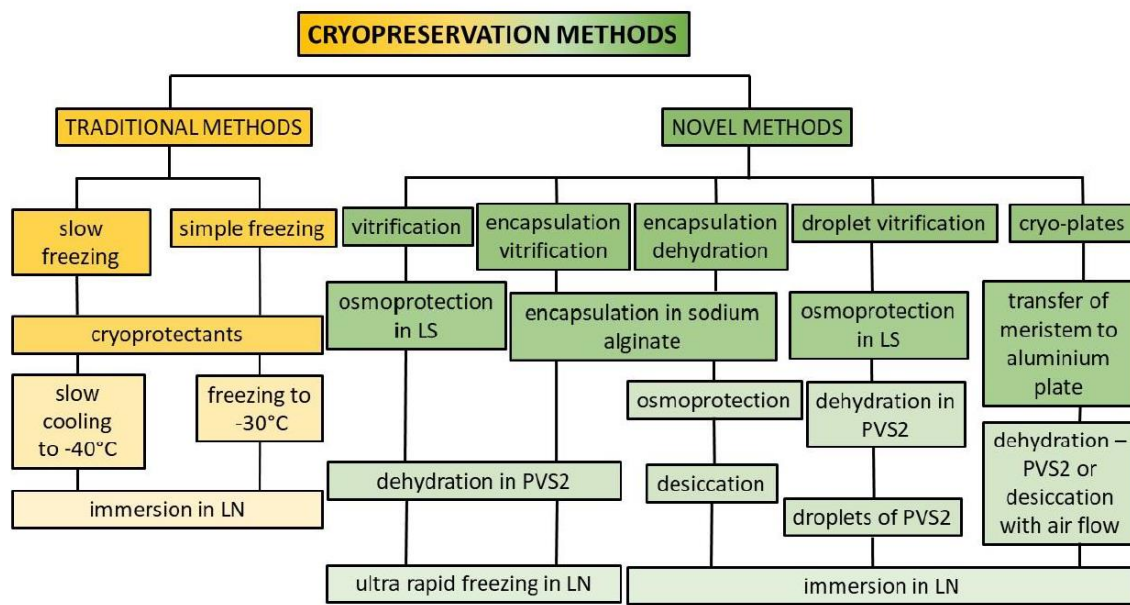 CRYOPRESERVATION METHODS
TRADITIONAL METHODS
NOVEL METHODS
slow
freezing
simple freezing
vitrification
encapsulation
vitrification
encapsulation
dehydration
droplet vitrification
cryo-plates
cryoprotectants
osmoprotection
in LS
encapsulation in sodium
alginate
osmoprotection
in LS
transfer of
meristem to
aluminium
plate
slow
cooling
to -40°C
freezing to
-30°C
osmoprotection
dehydration in
PVS2
dehydration –
PVS2 or
desiccation
with air flow
dehydration in PVS2
desiccation
droplets of PVS2
immersion in LN
ultra rapid freezing in LN
immersion in LN